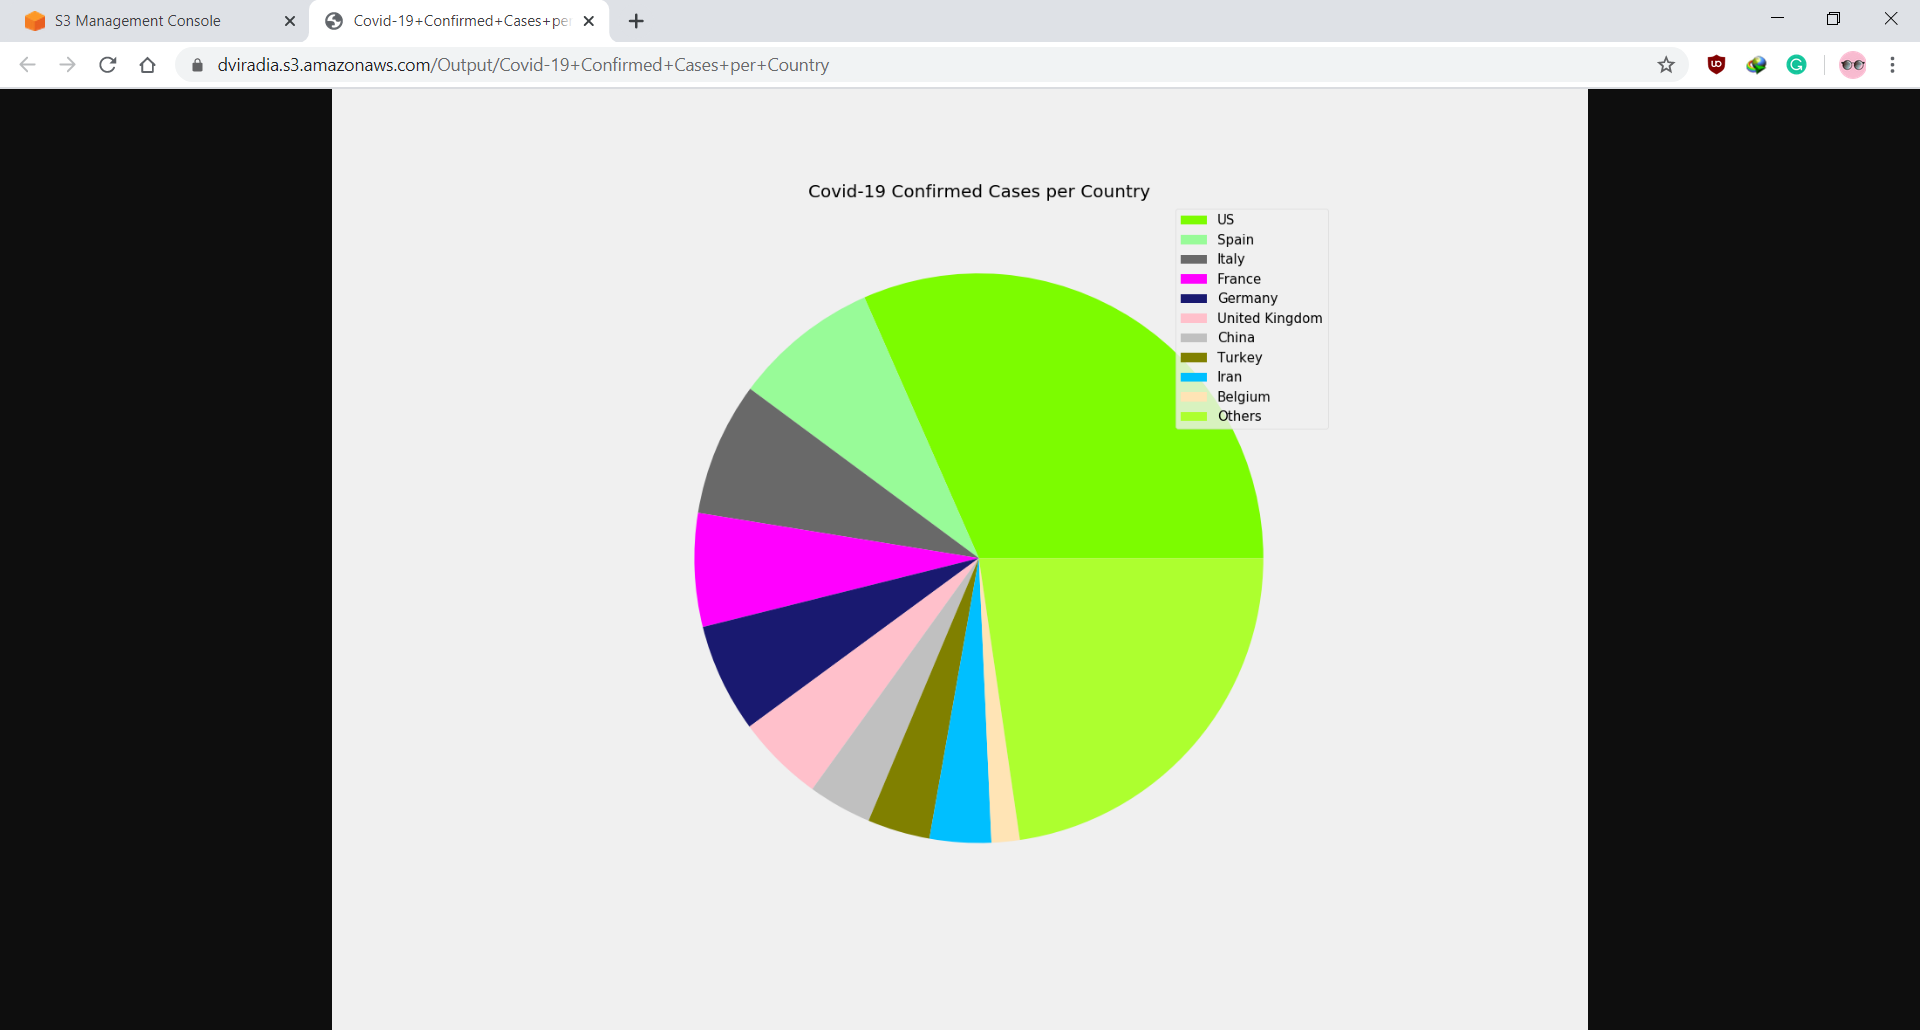 S3 Management Console
Covid-19+Confirmed+Cases+pe
dviradia.s3.amazonaws.com/Output/Covid-19+Confirmed+Cases+per+Country
Covid-19 Confirmed Cases per Country
US
Spain
Italy
France
Germany
United Kingdom
China
Turkey
Iran
Belgium
Others